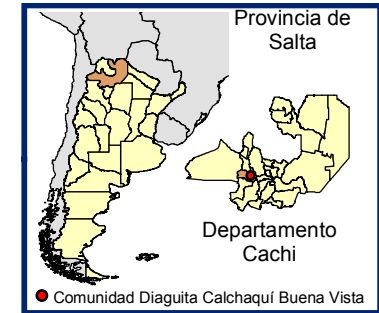 Provincia de
Salta
Departamento
Cachi
Comunidad Diaguita Calchaquí Buena Vista